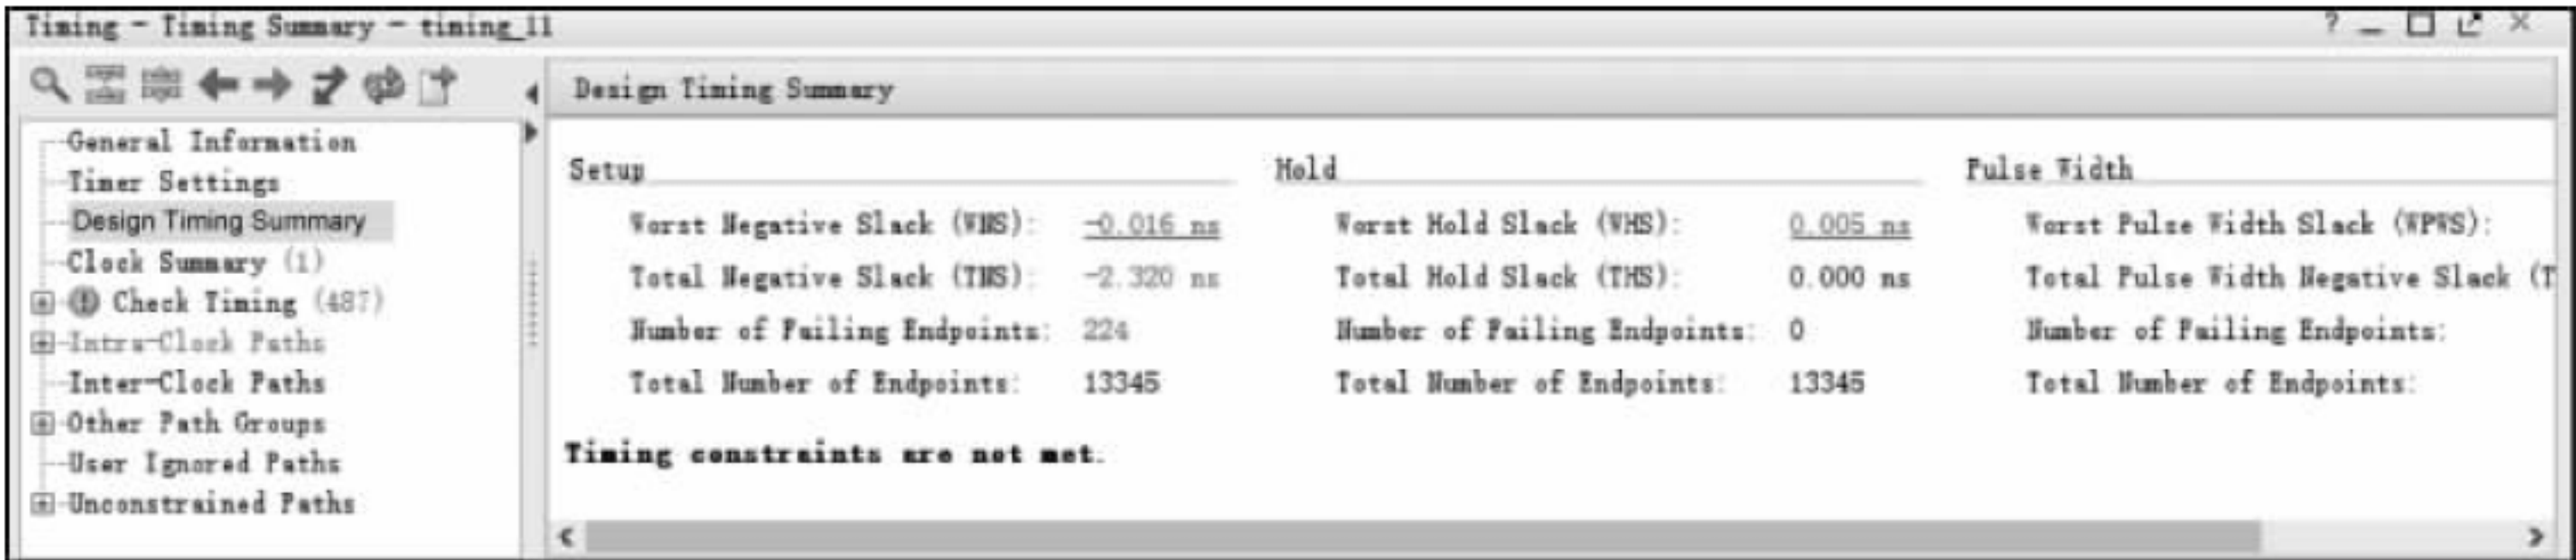 Timing - Timing Summary - timing_11
Design Timing Summary
General Information
Timer Settings
Design Timing Summary
Clock Summary (1)
Check Timing (487)
Intra-Clock Paths
Inter-Clock Paths
Other Path Groups
User Ignored Paths
Unconstrained Paths
Setup
Worst Negative Slack (WNS): -0.016 ns
Total Negative Slack (TNS): -2.320 ns
Number of Failing Endpoints: 224
Total Number of Endpoints: 13345
Hold
Worst Hold Slack (WHS): 0.005 ns
Total Hold Slack (THS): 0.000 ns
Number of Failing Endpoints: 0
Total Number of Endpoints: 13345
Pulse Width
Worst Pulse Width Slack (WPWS):
Total Pulse Width Negative Slack (T
Number of Failing Endpoints:
Total Number of Endpoints:
Timing constraints are not met.